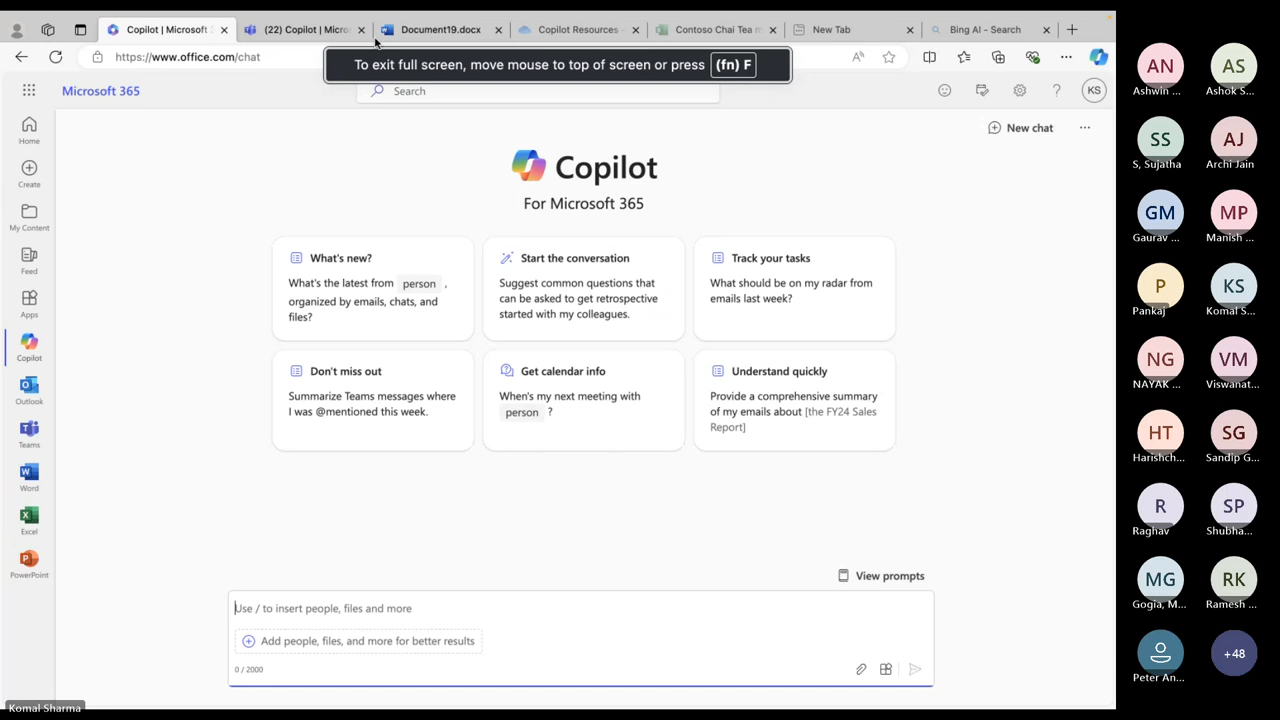 Copilot | Microsoft
(22) Copilot | Micro
Document19.docx
Copilot Resources -
Contoso Chai Tea m
New Tab
Bing AI - Search
https://www.office.com/chat
To exit full screen, move mouse to top of screen or press (fn) F
Microsoft 365
Search
KS
New chat
Home
Create
My Content
Feed
Apps
Copilot
Outlook
Teams
Word
Excel
PowerPoint
Copilot
For Microsoft 365
What's new?
What's the latest from person ,
organized by emails, chats, and
files?
Start the conversation
Suggest common questions that
can be asked to get retrospective
started with my colleagues.
Track your tasks
What should be on my radar from
emails last week?
Don't miss out
Summarize Teams messages where
I was @mentioned this week.
Get calendar info
When's my next meeting with
person ?
Understand quickly
Provide a comprehensive summary
of my emails about [the FY24 Sales
Report]
View prompts
Use / to insert people, files and more
Add people, files, and more for better results
0 / 2000
Komal Sharma
AN
Ashwin ...
AS
Ashok S...
SS
S, Sujatha
AJ
Archi Jain
GM
Gaurav ...
MP
Manish ...
P
Pankaj
KS
Komal S...
NG
NAYAK ...
VM
Viswanat...
HT
Harishch...
SG
Sandip G...
R
Raghav
SP
Shubha...
MG
Gogia, M...
RK
Ramesh ...
Peter An...
+48